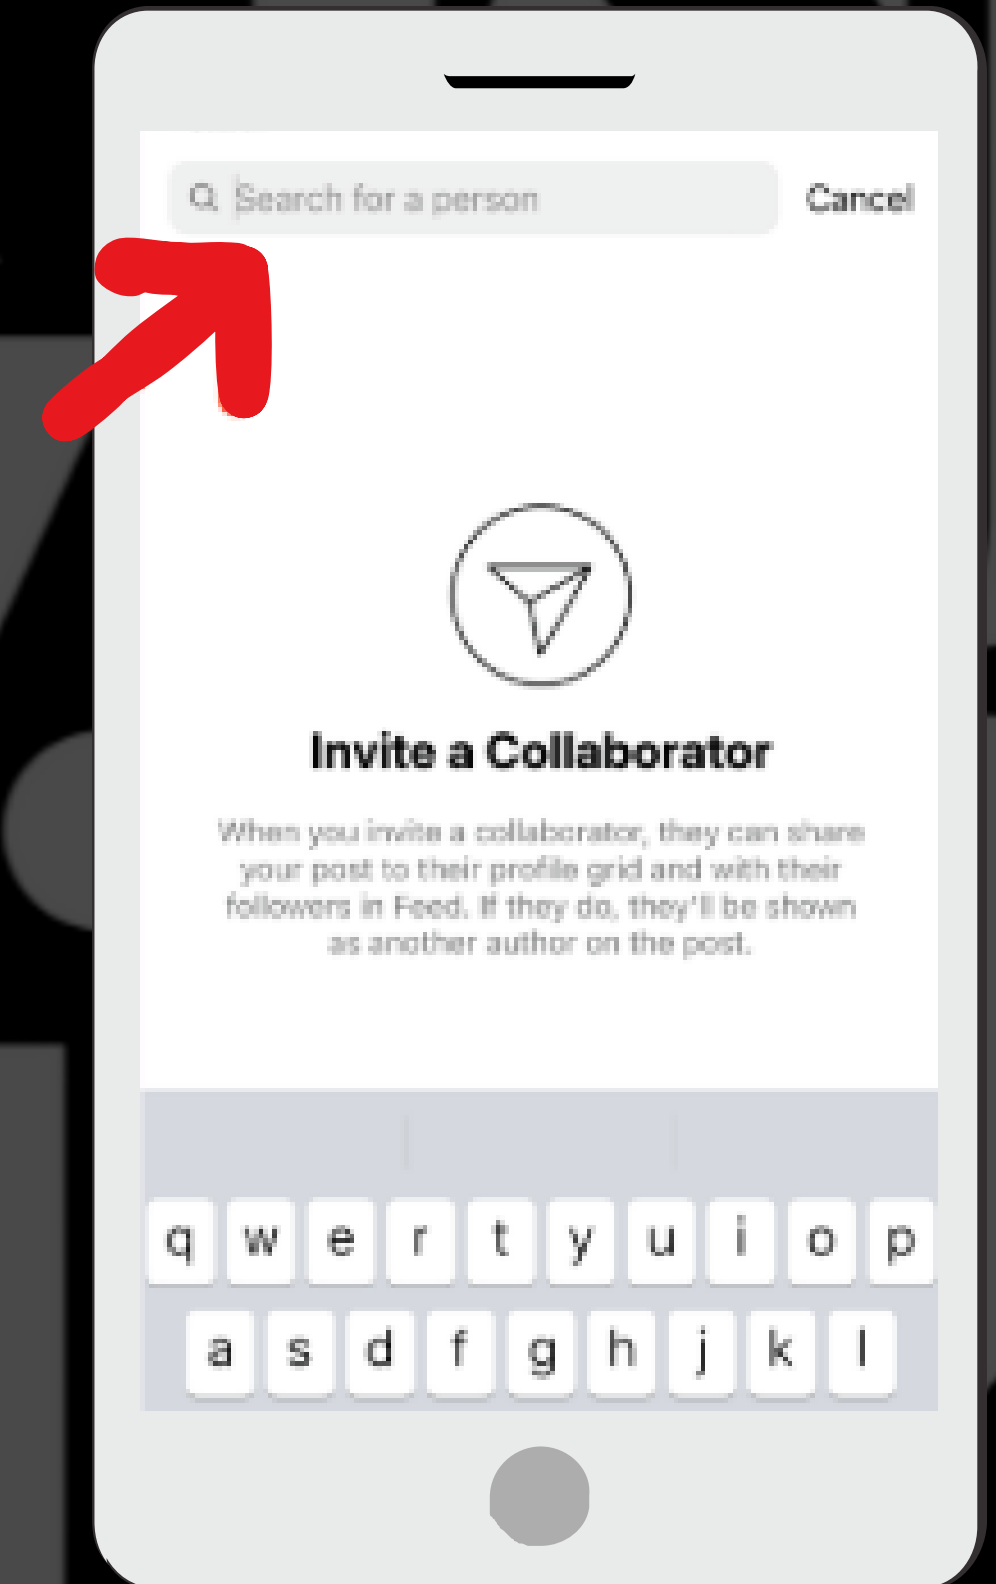 Search for a person Cancel
Invite a Collaborator
When you invite a collaborator, they can share
your post to their profile grid and with their
followers in Feed. If they do, they'll be shown
as another author on the post.
q w e r t y u i o p
a s d f g h j k l